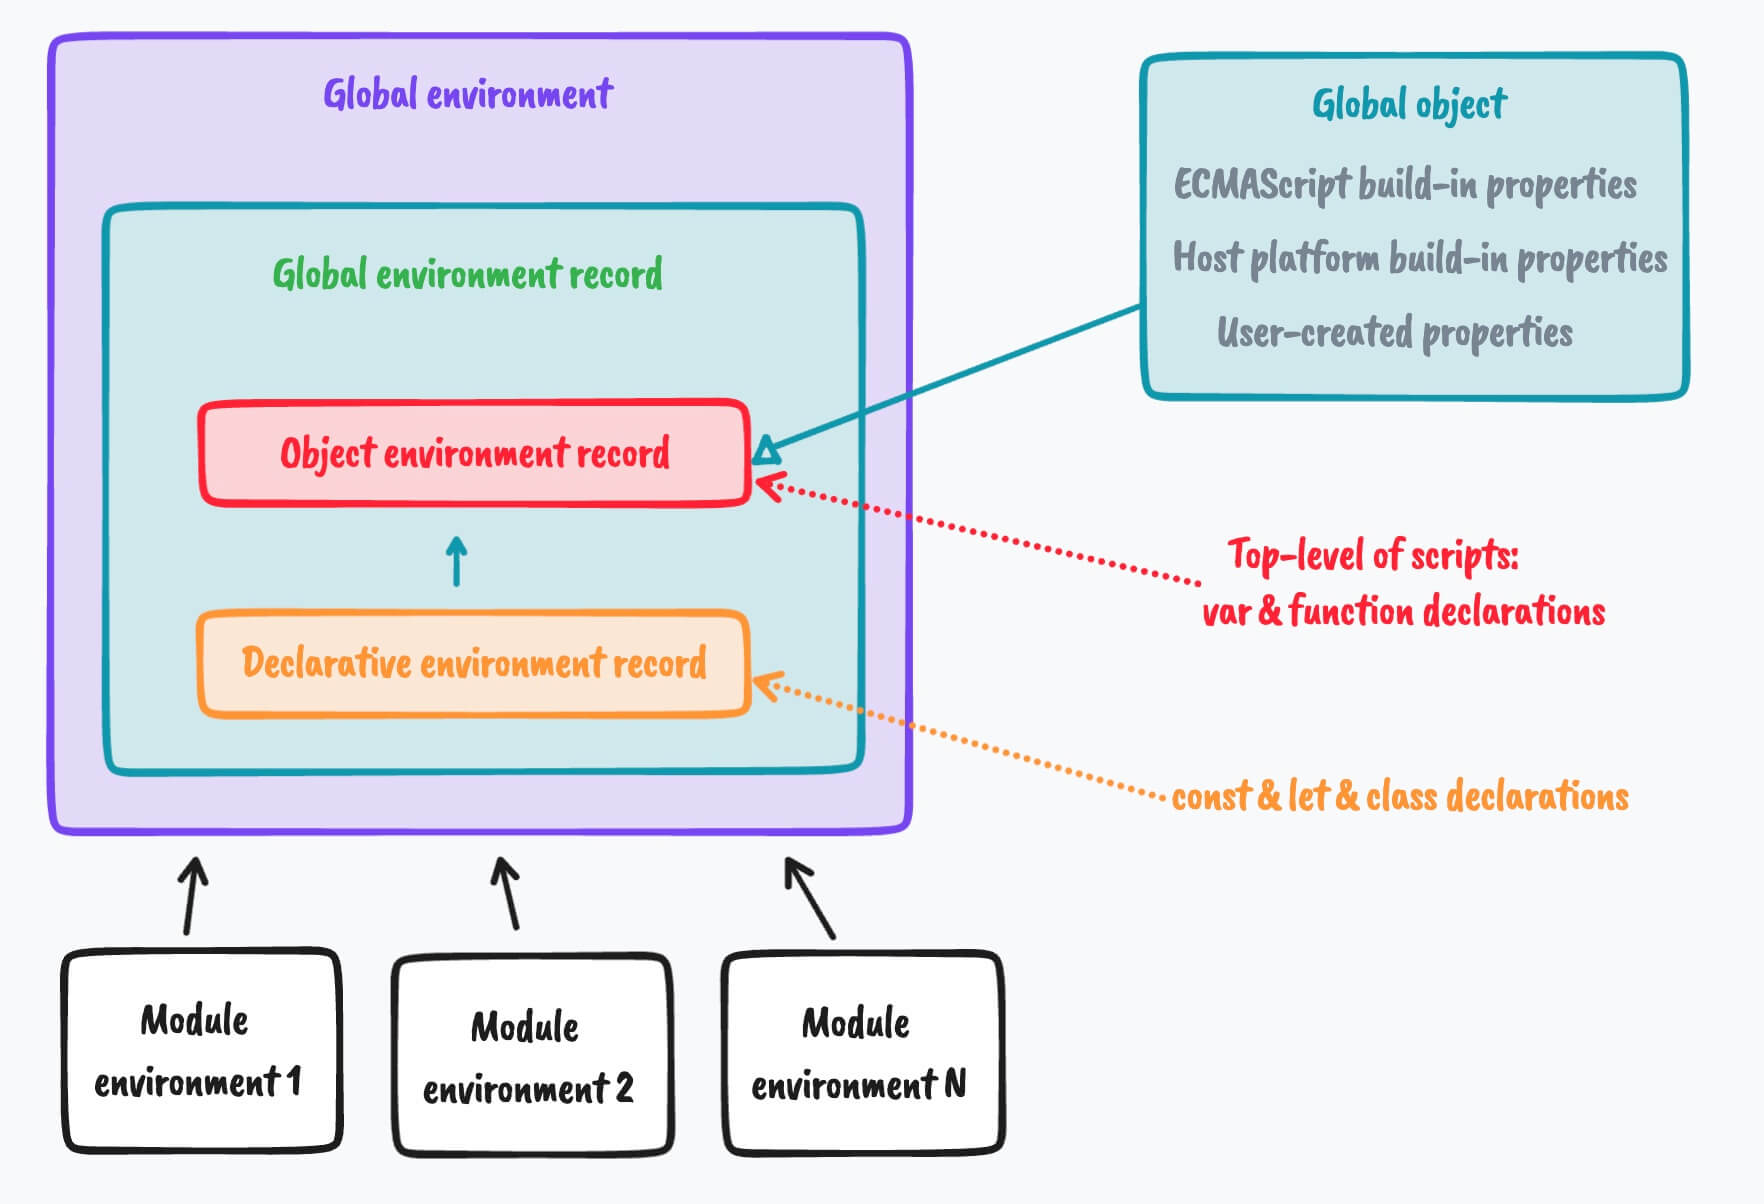 Global environment
Global environment record
Object environment record
Declarative environment record
Global object
ECMAScript build-in properties
Host platform build-in properties
User-created properties
Top-level of scripts:
var & function declarations
const & let & class declarations
Module
environment 1
Module
environment 2
Module
environment N